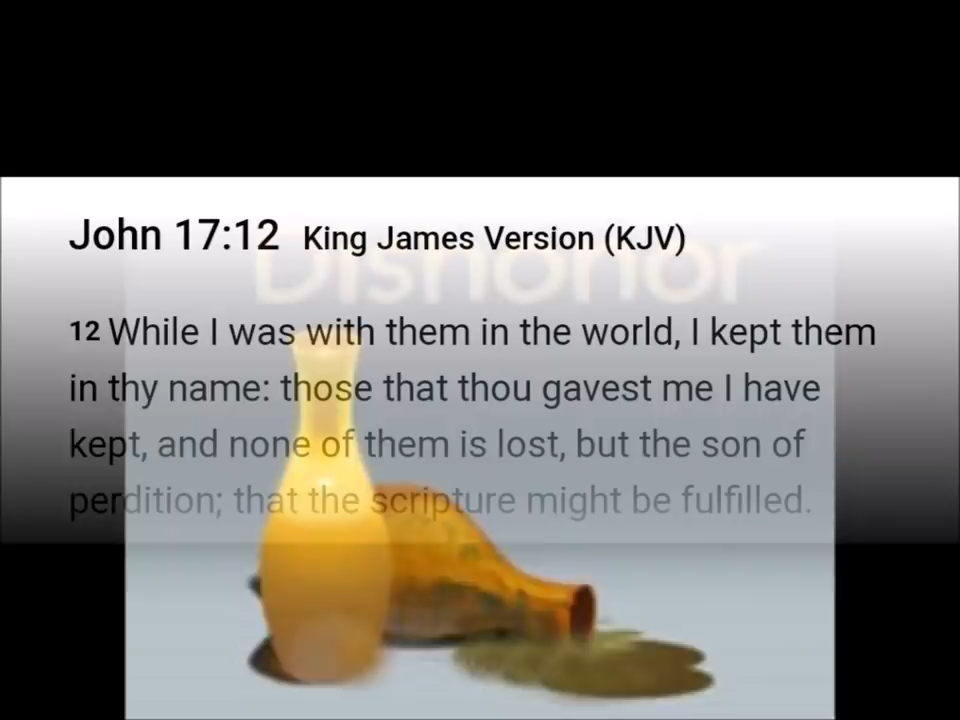 John 17:12 King James Version (KJV)
Dishonor
12 While I was with them in the world, I kept them
in thy name: those that thou gavest me I have
kept, and none of them is lost, but the son of
perdition; that the scripture might be fulfilled.